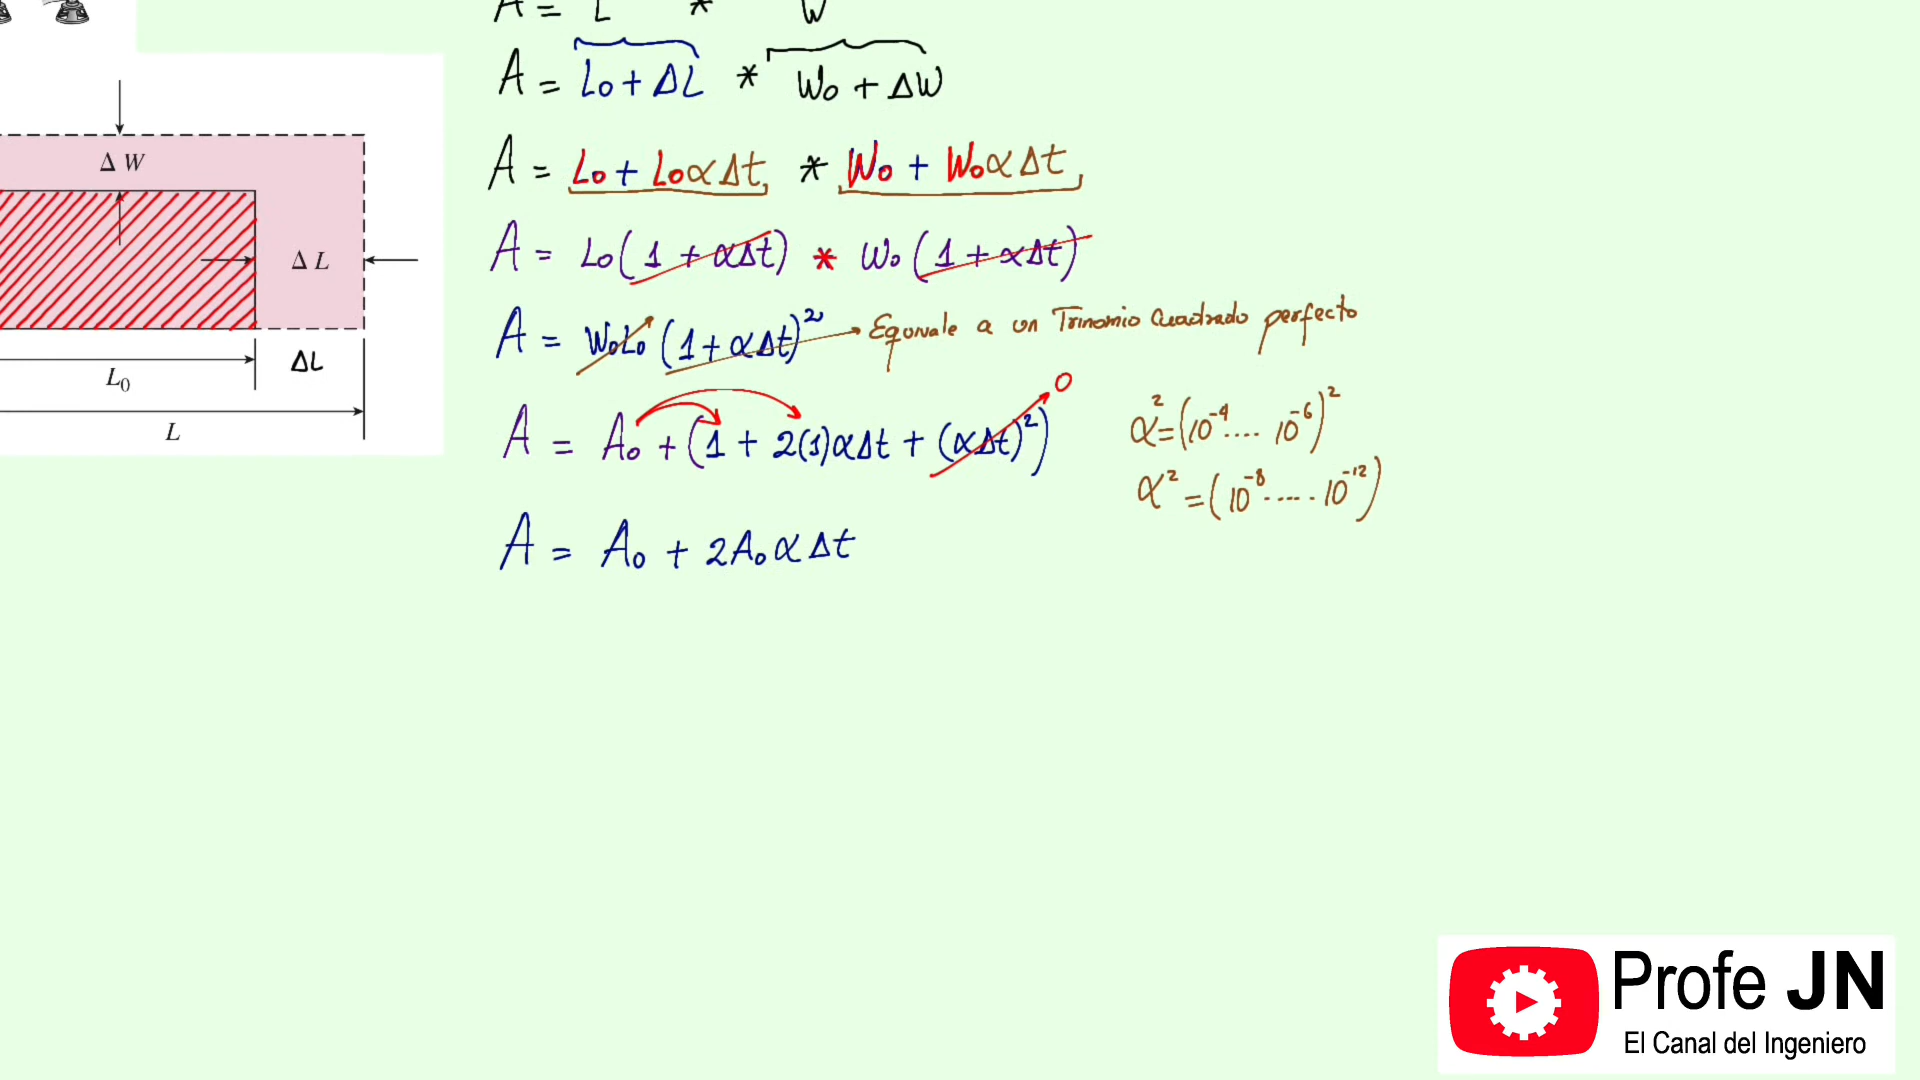 A = L * W
A = Lo + ΔL * Wo + ΔW
A = Lo + LoαΔt * Wo + WoαΔt
A = Lo(1 + αΔt) * Wo(1 + αΔt)
A = WoLo(1 + αΔt)² → Equivale a un Trinomio Cuadrado perfecto
A = Ao + (1 + 2(1)αΔt + (αΔt)²) 0
A = Ao + 2AoαΔt
α² = (10⁻⁴.... 10⁻⁶)²
α² = (10⁻⁸..... 10⁻¹²)
Δ W
Δ L
ΔL
L₀
L
Profe JN
El Canal del Ingeniero